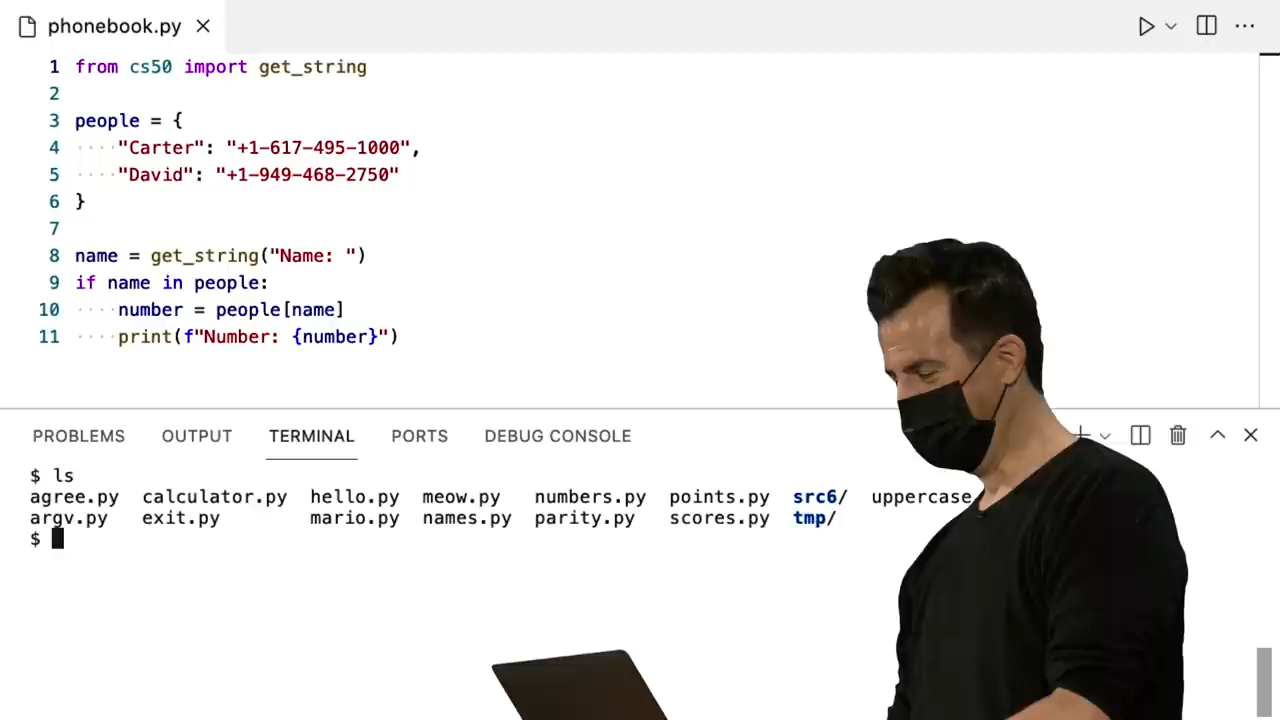 phonebook.py
1 from cs50 import get_string
2
3 people = {
4 ····"Carter": "+1-617-495-1000",
5 ····"David": "+1-949-468-2750"
6 }
7
8 name = get_string("Name: ")
9 if name in people:
10 ····number = people[name]
11 ····print(f"Number: {number}")
PROBLEMS OUTPUT TERMINAL PORTS DEBUG CONSOLE
$ ls
agree.py calculator.py hello.py meow.py numbers.py points.py src6/ uppercase
argv.py exit.py mario.py names.py parity.py scores.py tmp/
$